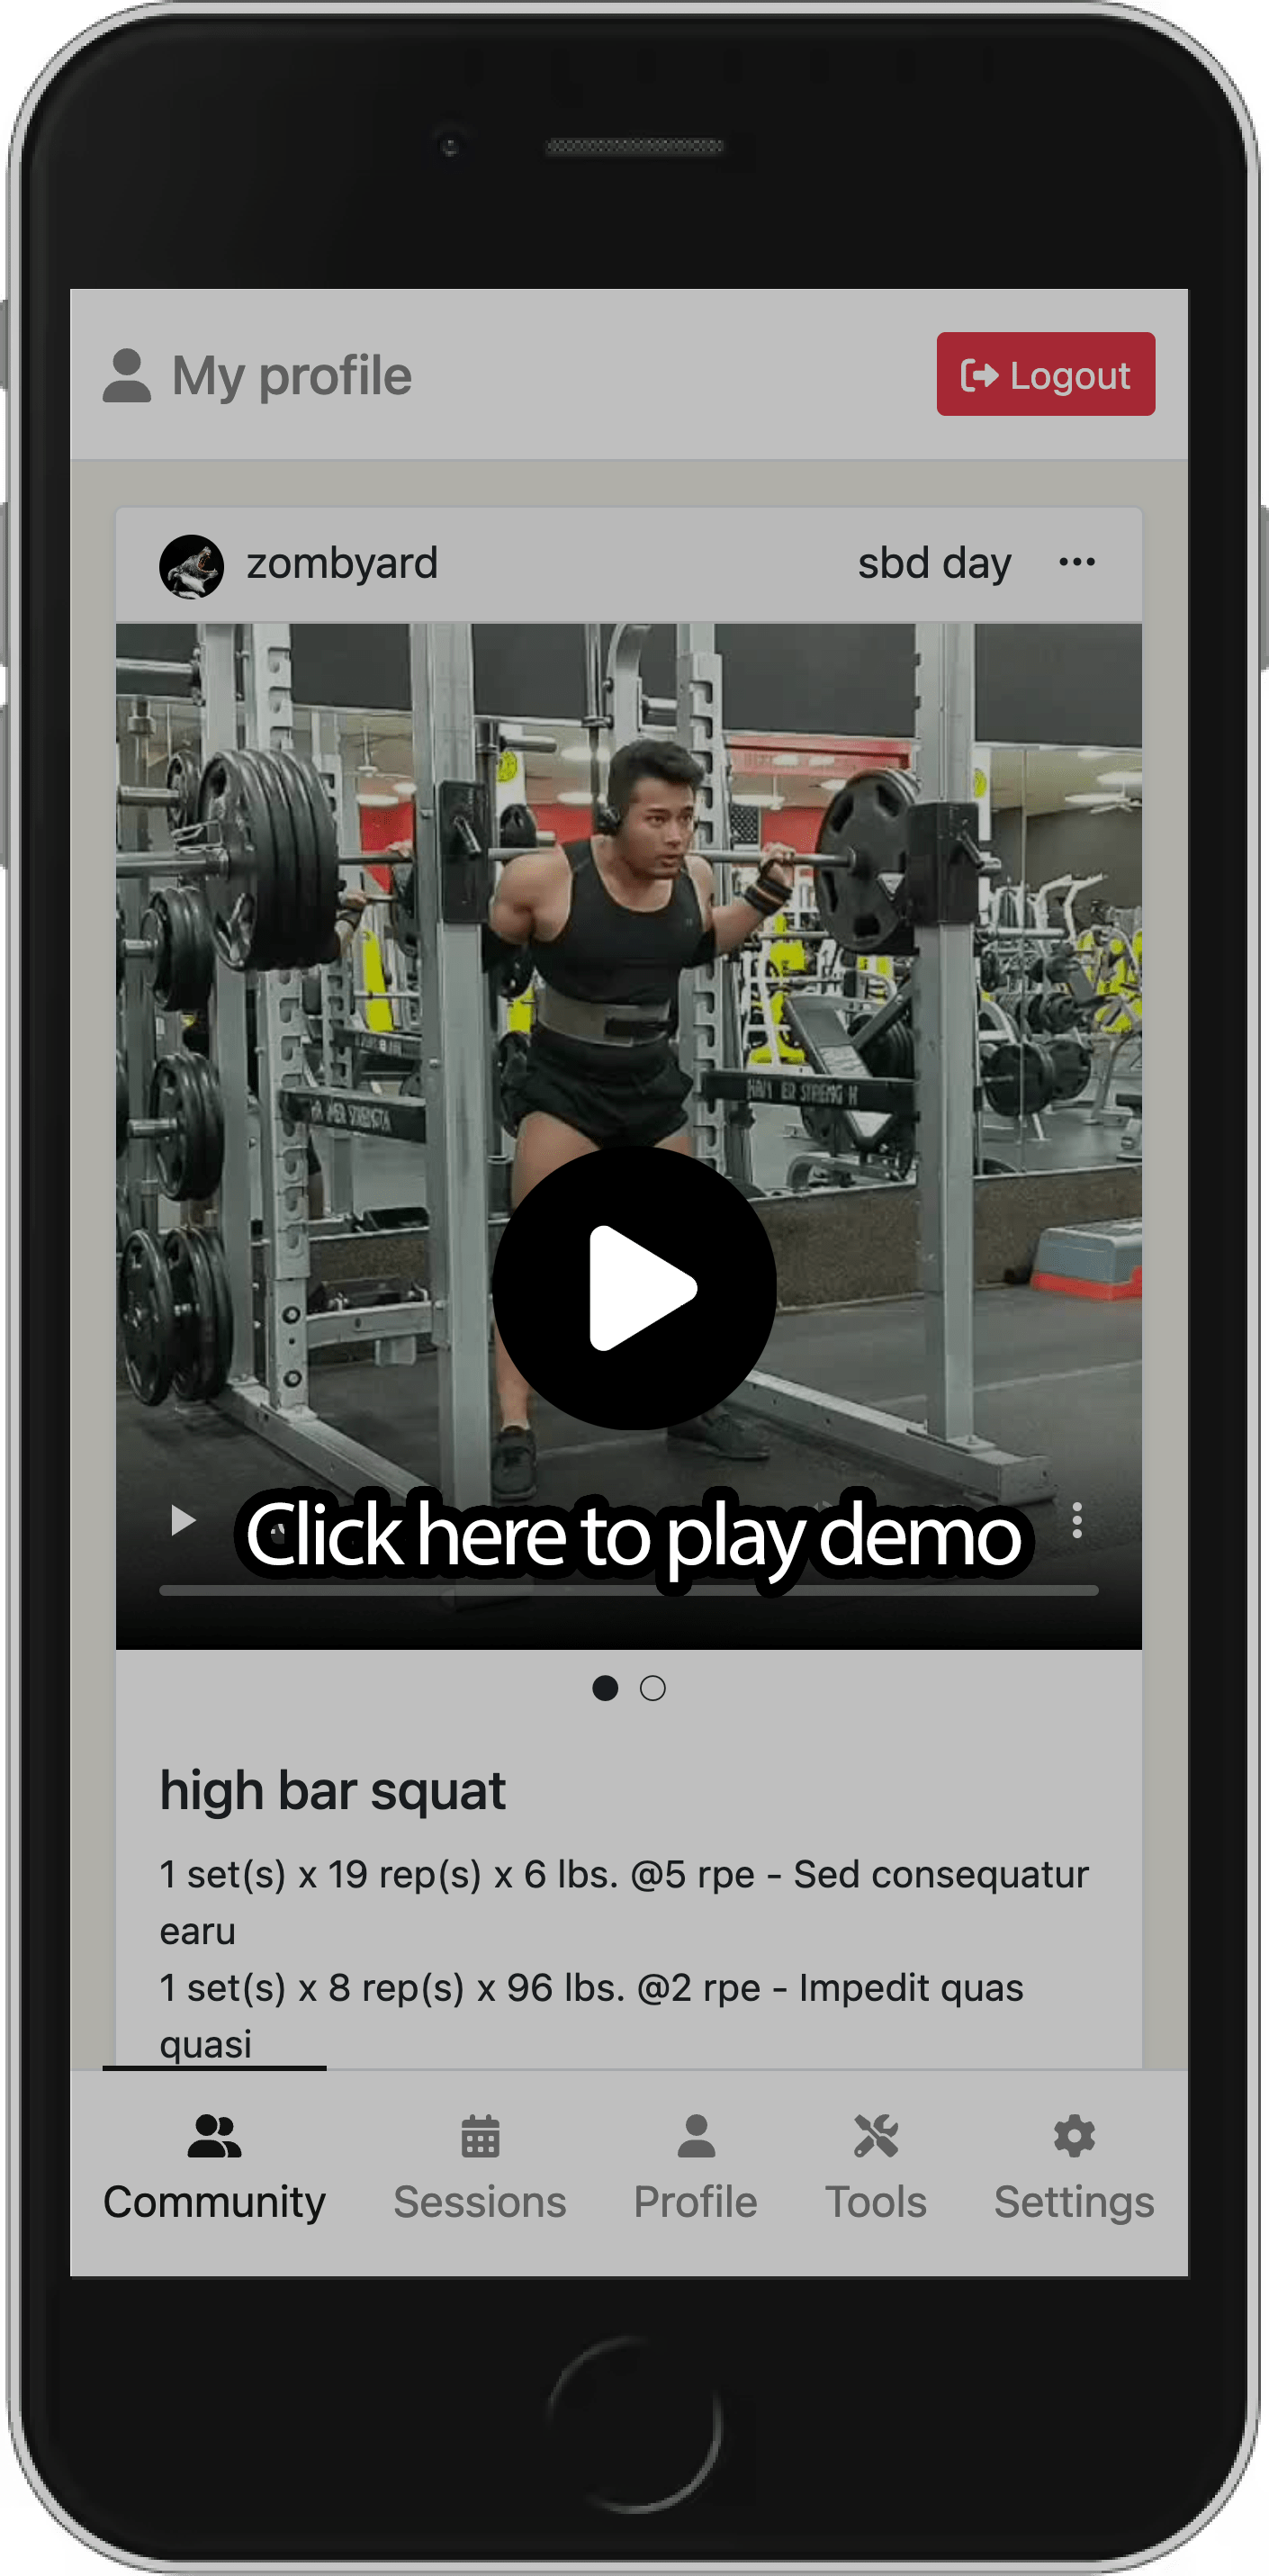 My profile
Logout
zombyard
sbd day
HAMMER STRENGTH
Click here to play demo
high bar squat
1 set(s) x 19 rep(s) x 6 lbs. @5 rpe - Sed consequatur
earu
1 set(s) x 8 rep(s) x 96 lbs. @2 rpe - Impedit quas
quasi
Community
Sessions
Profile
Tools
Settings